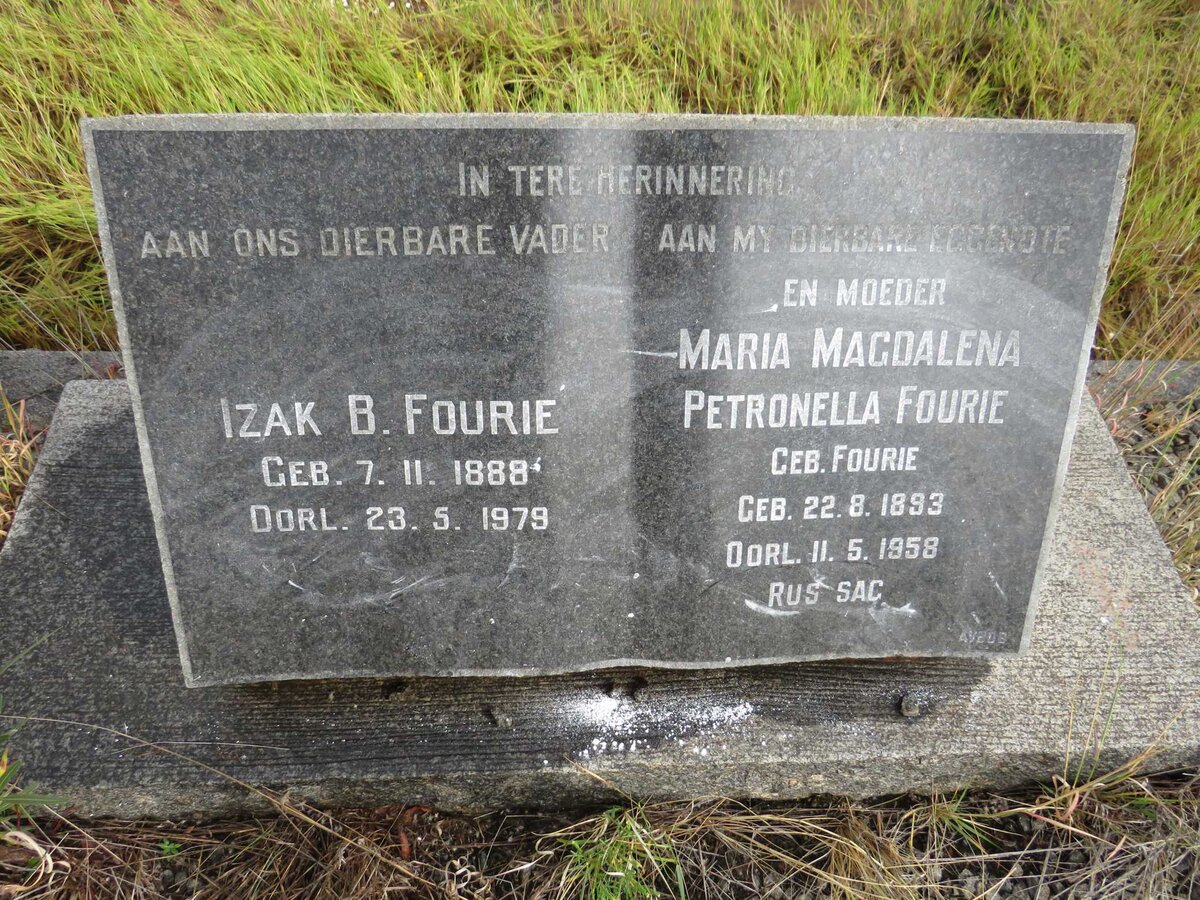 IN TERE HERINNERING
AAN ONS DIERBARE VADER
IZAK B. FOURIE
GEB. 7. 11. 1888
OORL. 23. 5. 1979
AAN MY DIERBARE EGGENOTE
EN MOEDER
MARIA MAGDALENA
PETRONELLA FOURIE
GEB. FOURIE
GEB. 22. 8. 1893
OORL. 11. 5. 1958
RUS SAG
AVBOB